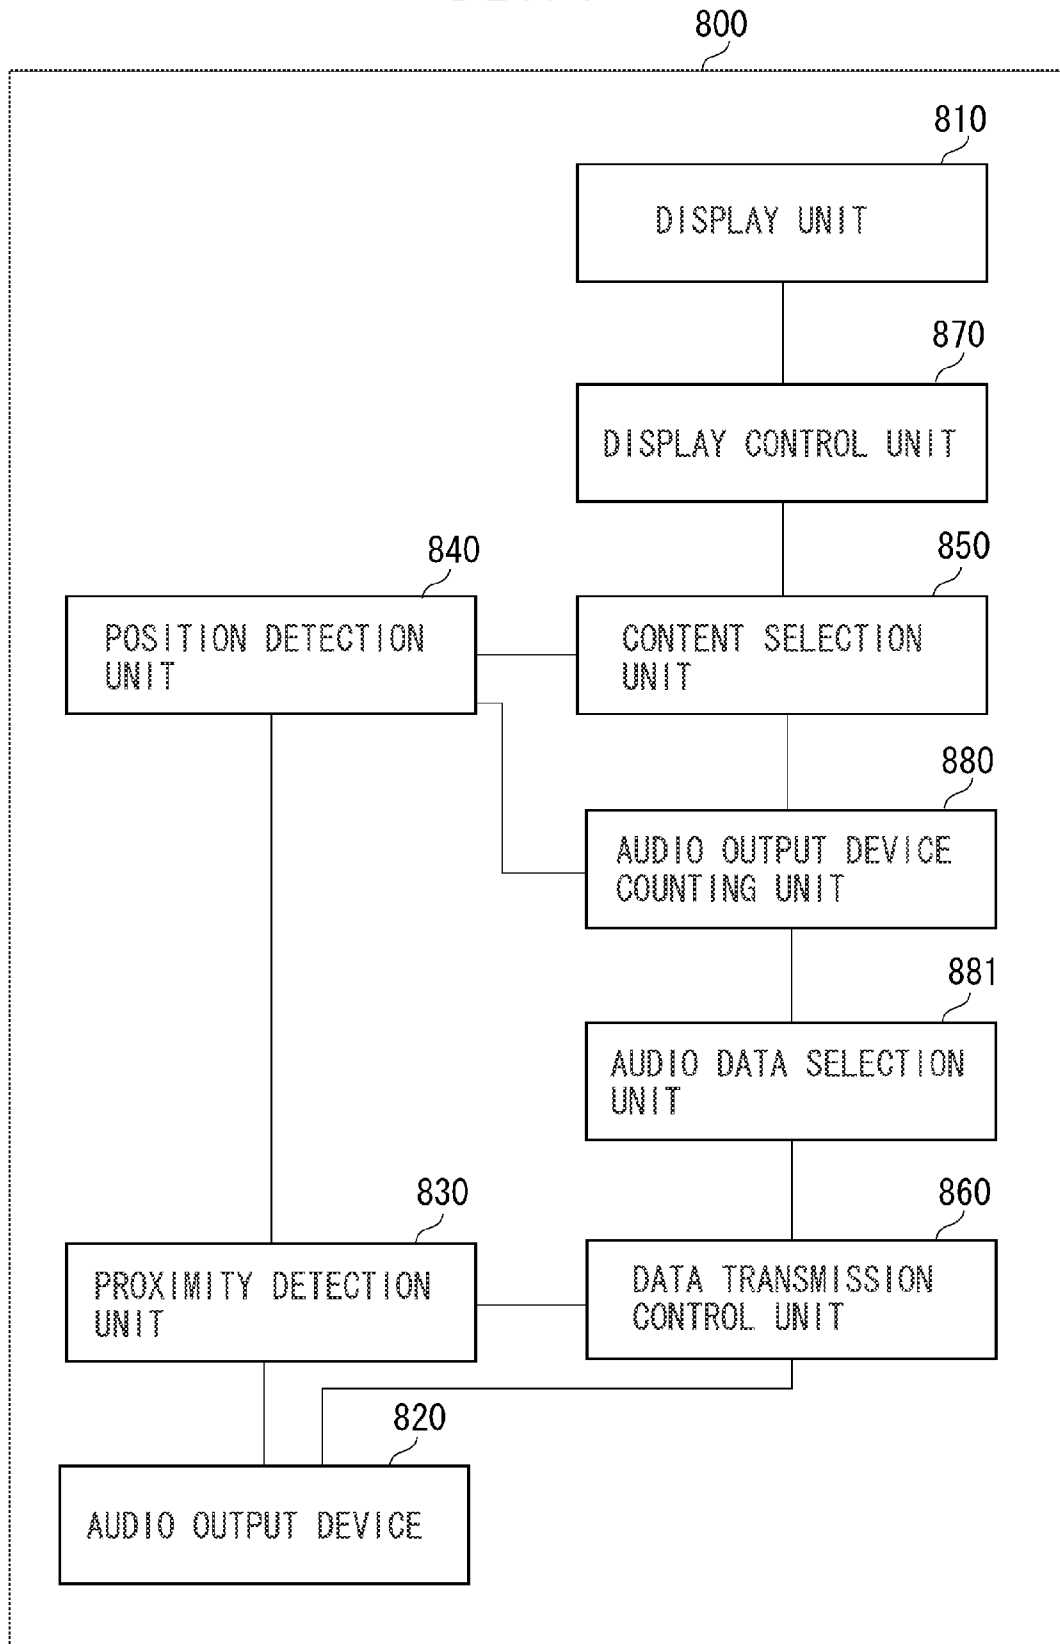 800
810
DISPLAY UNIT
870
DISPLAY CONTROL UNIT
840
POSITION DETECTION
UNIT
850
CONTENT SELECTION
UNIT
880
AUDIO OUTPUT DEVICE
COUNTING UNIT
881
AUDIO DATA SELECTION
UNIT
830
PROXIMITY DETECTION
UNIT
860
DATA TRANSMISSION
CONTROL UNIT
820
AUDIO OUTPUT DEVICE